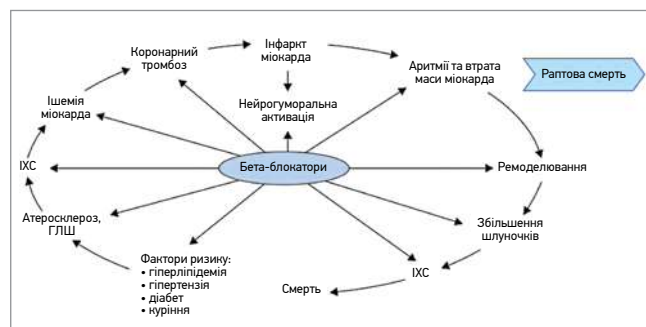 Коронарний
тромбоз
Інфаркт
міокарда
Аритмії та втрата
маси міокарда
Раптова смерть
Ішемія
міокарда
Нейрогуморальна
активація
ІХС
Бета-блокатори
Ремоделювання
Атеросклероз,
ГЛШ
Збільшення
шлуночків
Фактори ризику:
• гіперліпідемія
• гіпертензія
• діабет
• куріння
ІХС
Смерть